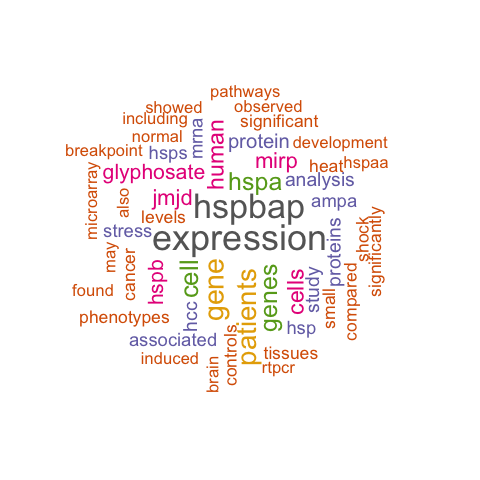 pathways
showed
observed
including
significant
normal
mrna
human
protein
development
breakpoint
hsps
mirp
heat
hspaa
glyphosate
hspa
analysis
microarray
also
jmjd
hspbap
ampa
levels
stress
expression
proteins
shock
significantly
may
cancer
hspb
cell
gene
patients
genes
cells
study
small
compared
found
hcc
phenotypes
hsp
associated
controls
tissues
induced
brain
rtpcr